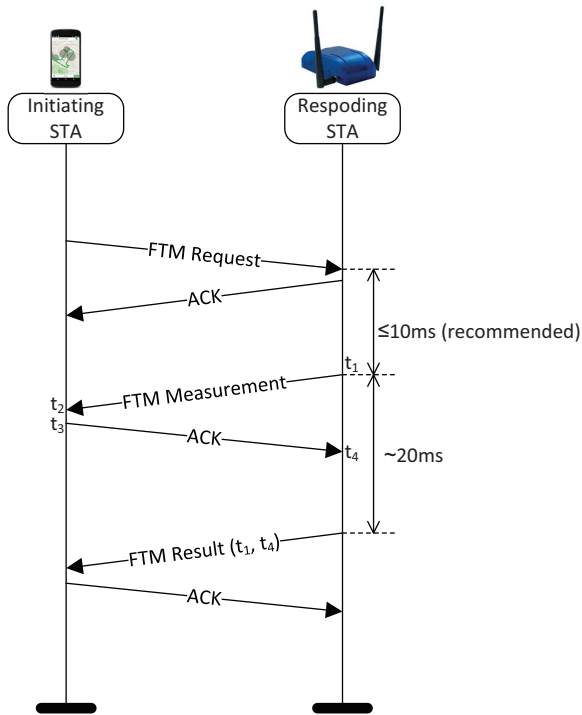 Initiating
STA
Respoding
STA
FTM Request
ACK
≤10ms (recommended)
t₁
FTM Measurement
t₂
t₃
ACK
t₄
~20ms
FTM Result (t₁, t₄)
ACK